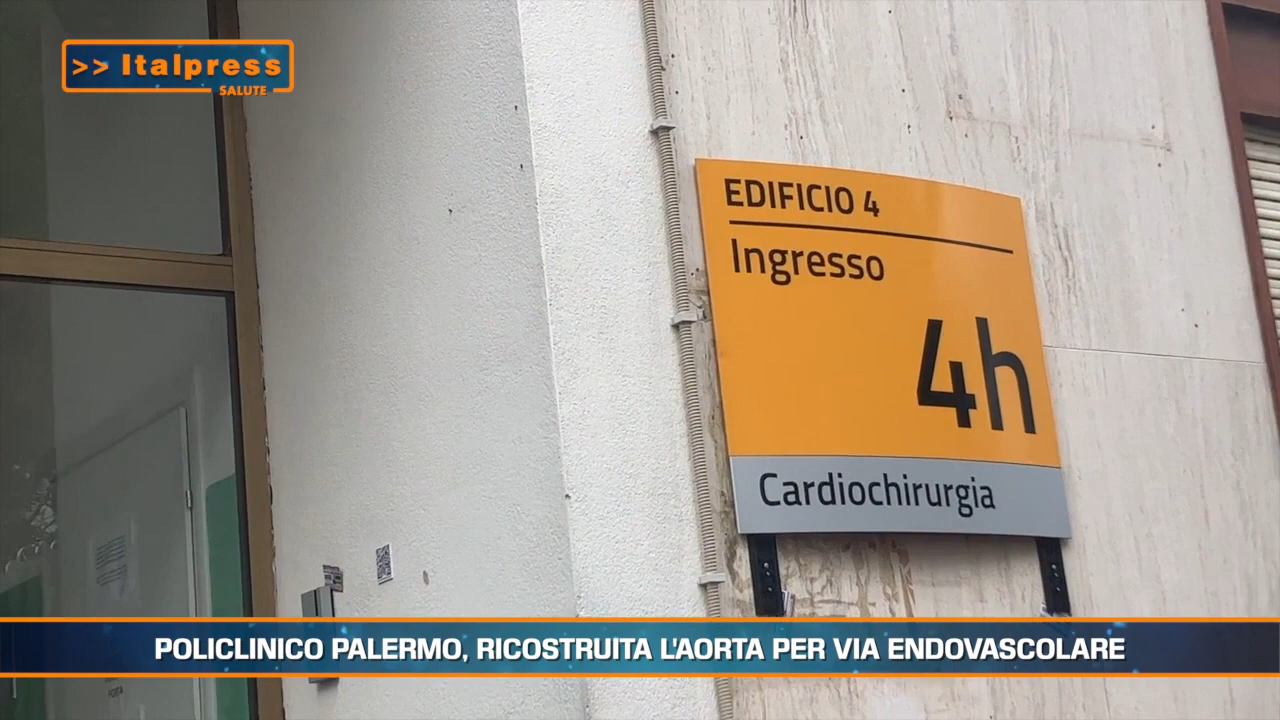 >> Italpress
SALUTE
EDIFICIO 4
Ingresso
4h
Cardiochirurgia
POLICLINICO PALERMO, RICOSTRUITA L'AORTA PER VIA ENDOVASCOLARE